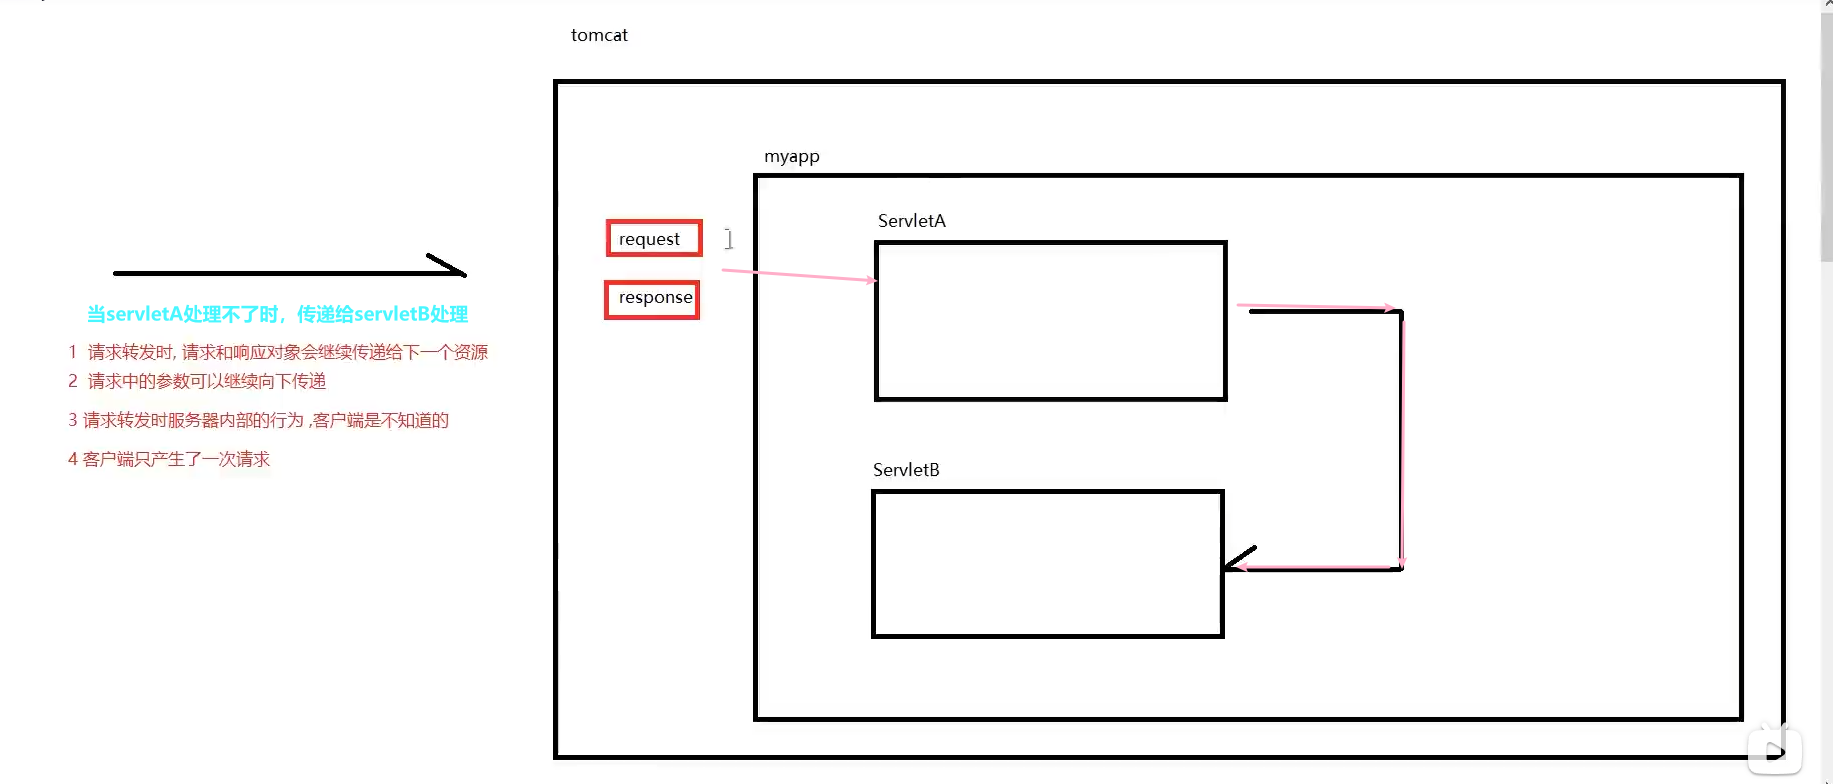 tomcat
myapp
ServletA
request
response
当servletA处理不了时，传递给servletB处理
1 请求转发时, 请求和响应对象会继续传递给下一个资源
2 请求中的参数可以继续向下传递
3 请求转发时服务器内部的行为 ,客户端是不知道的
4 客户端只产生了一次请求
ServletB